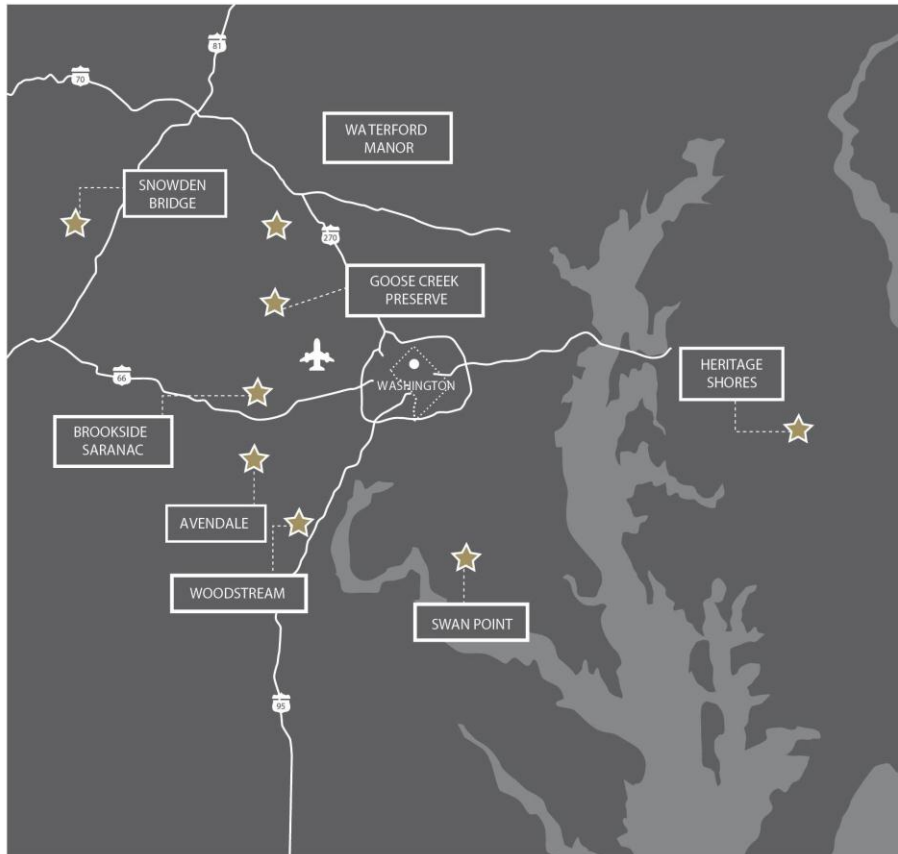 81
70
WATERFORD
MANOR
SNOWDEN
BRIDGE
270
GOOSE CREEK
PRESERVE
HERITAGE
SHORES
66
WASHINGTON
BROOKSIDE
SARANAC
AVENDALE
WOODSTREAM
SWAN POINT
95